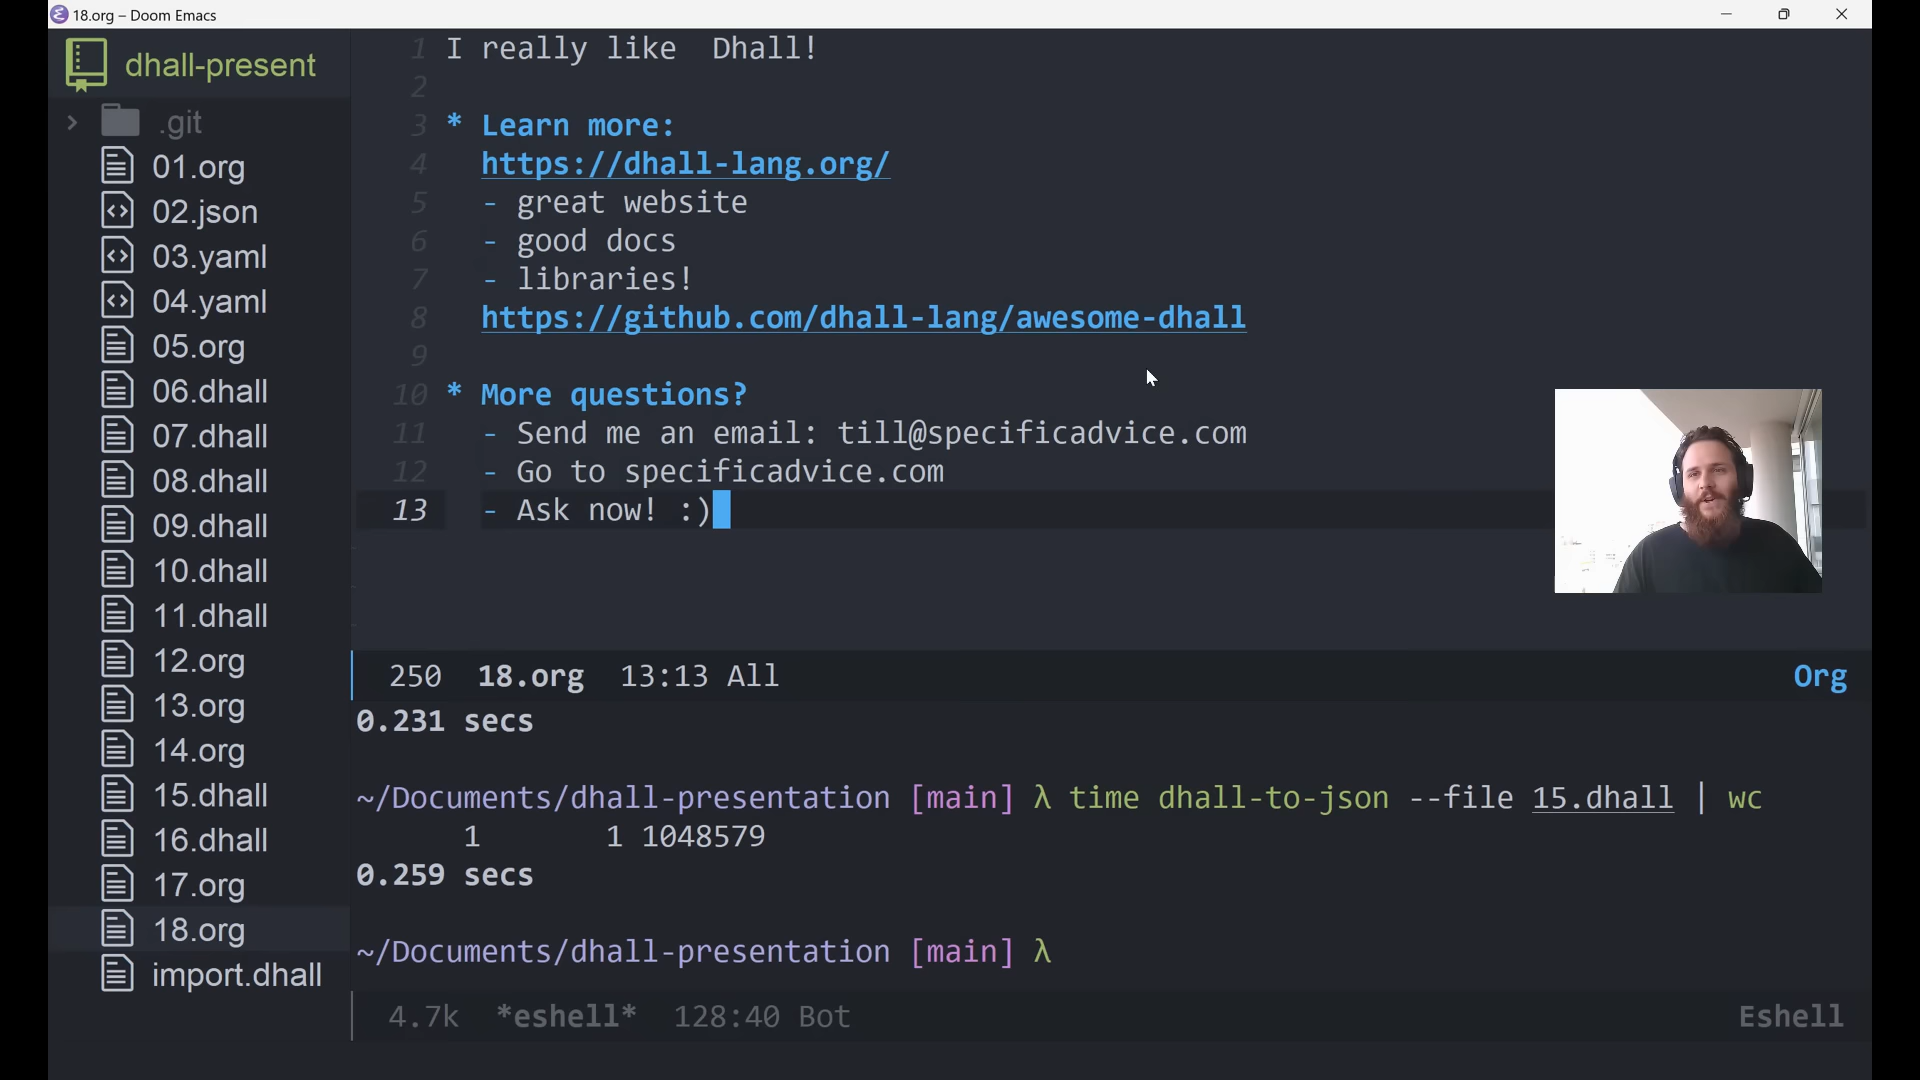 18.org – Doom Emacs
dhall-present
.git
01.org
02.json
03.yaml
04.yaml
05.org
06.dhall
07.dhall
08.dhall
09.dhall
10.dhall
11.dhall
12.org
13.org
14.org
15.dhall
16.dhall
17.org
18.org
import.dhall
1 I really like  Dhall!
2
3 * Learn more:
4 https://dhall-lang.org/
5 - great website
6 - good docs
7 - libraries!
8 https://github.com/dhall-lang/awesome-dhall
9
10 * More questions?
11 - Send me an email: till@specificadvice.com
12 - Go to specificadvice.com
13 - Ask now! :)
250 18.org 13:13 All Org
0.231 secs
~/Documents/dhall-presentation [main] λ time dhall-to-json --file 15.dhall | wc
1 1 1048579
0.259 secs
~/Documents/dhall-presentation [main] λ
4.7k *eshell* 128:40 Bot Eshell